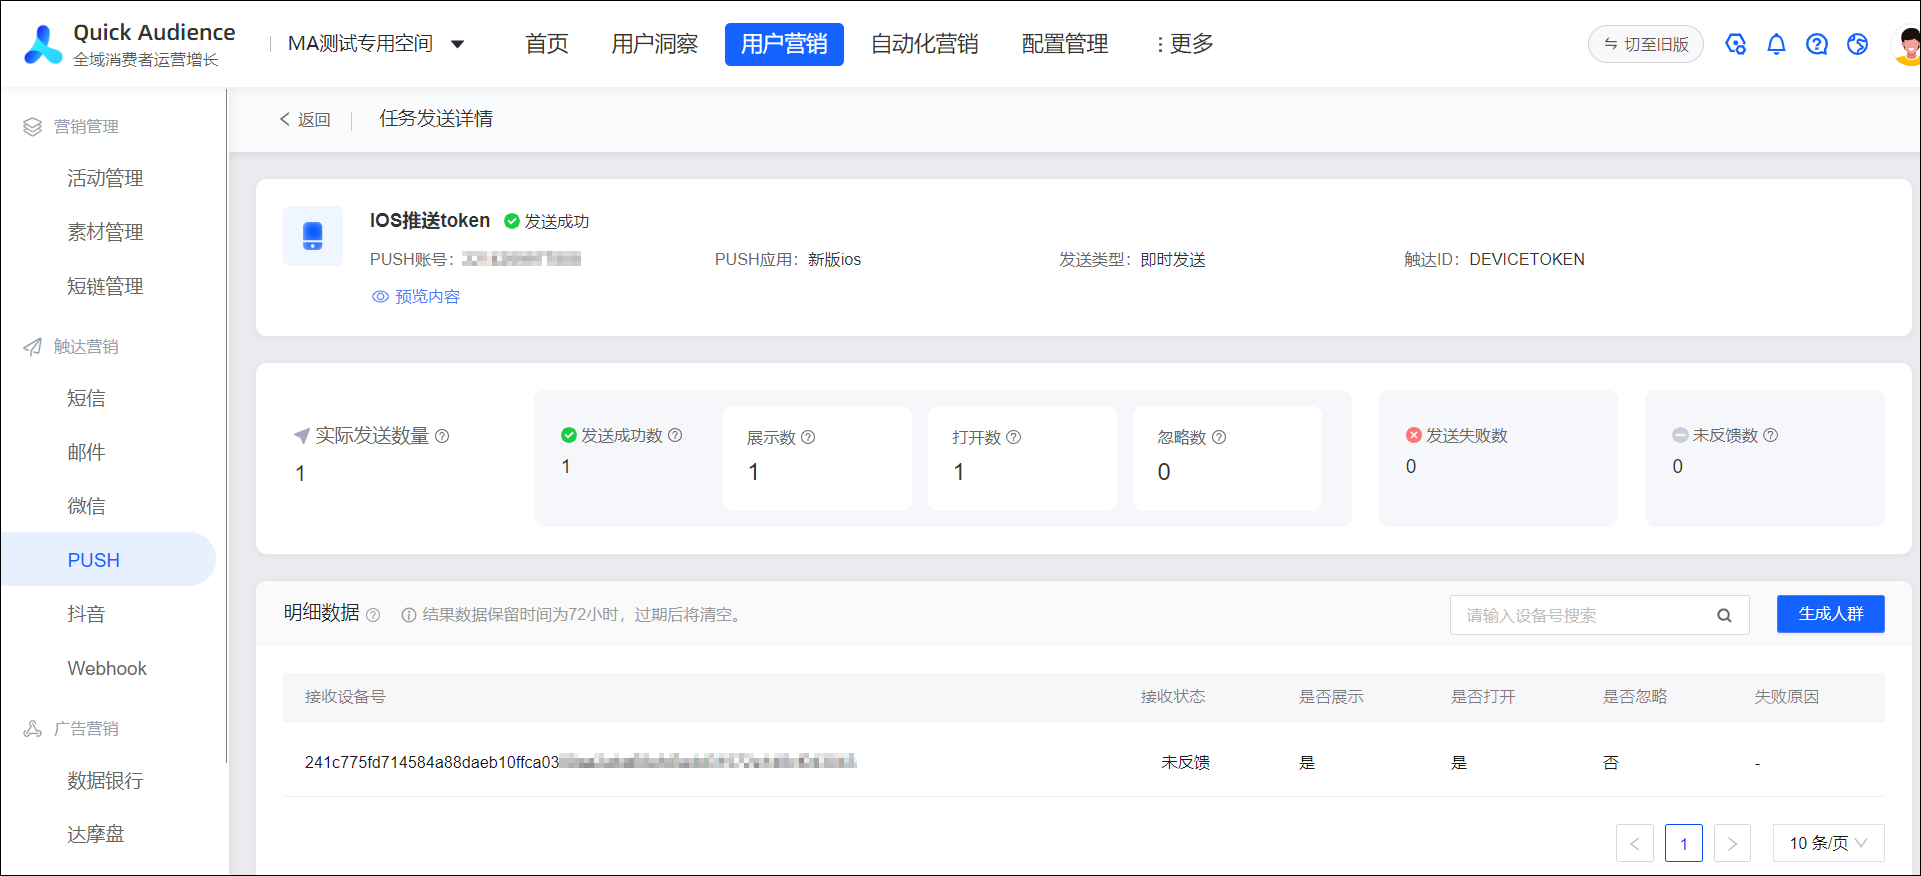 Quick Audience
全域消费者运营增长
MA测试专用空间
首页
用户洞察
用户营销
自动化营销
配置管理
更多
切至旧版
营销管理
活动管理
素材管理
短链管理
触达营销
短信
邮件
微信
PUSH
抖音
Webhook
广告营销
数据银行
达摩盘
返回
任务发送详情
IOS推送token
发送成功
PUSH账号：
PUSH应用：新版ios
发送类型：即时发送
触达ID：DEVICETOKEN
预览内容
实际发送数量
1
发送成功数
1
展示数
1
打开数
1
忽略数
0
发送失败数
0
未反馈数
0
明细数据
结果数据保留时间为72小时，过期后将清空。
请输入设备号搜索
生成人群
接收设备号 接收状态 是否展示 是否打开 是否忽略 失败原因
241c775fd714584a88daeb10ffca03 未反馈 是 是 否 -
< 1 > 10 条/页